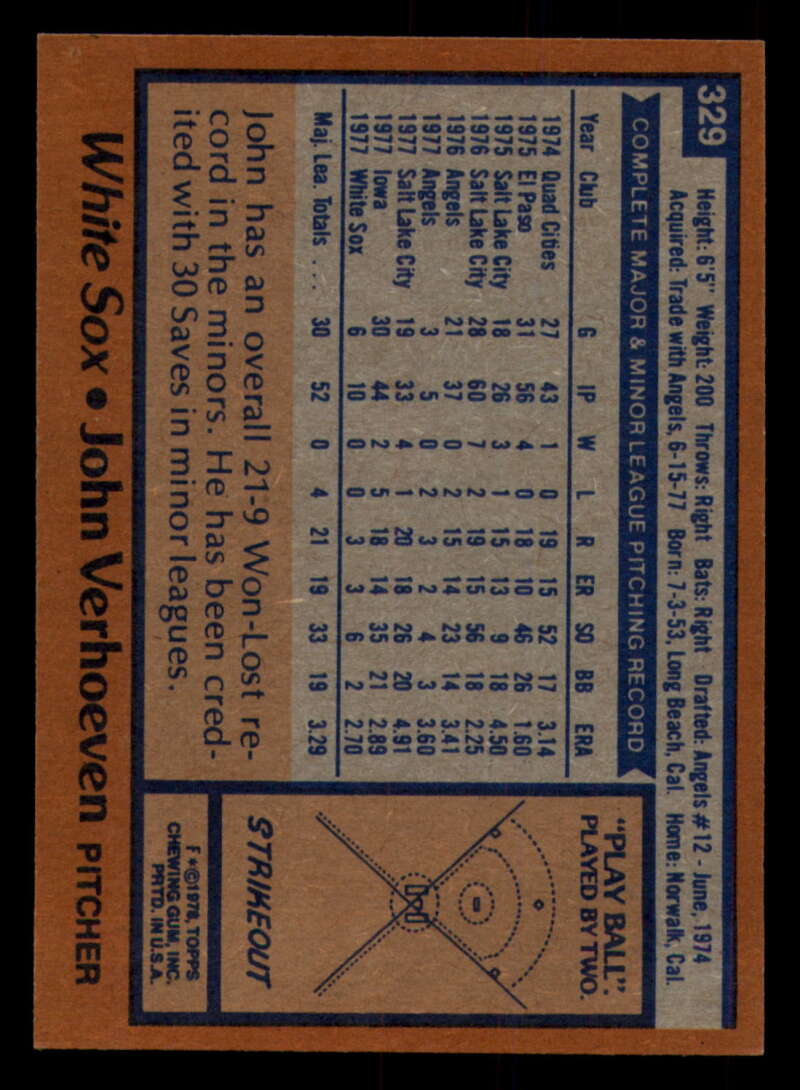 329
Height: 6'5" Weight: 200 Throws: Right Bats: Right Drafted: Angels #12 - June, 1974
Acquired: Trade with Angels, 6-15-77 Born: 7-3-53, Long Beach, Cal. Home: Norwalk, Cal.
COMPLETE MAJOR & MINOR LEAGUE PITCHING RECORD
Year Club G IP W L R ER SO BB ERA
1974 Quad Cities 27 43 1 0 19 15 52 17 3.14
1975 El Paso 31 56 4 0 18 10 46 26 1.60
1975 Salt Lake City 18 26 3 1 15 13 9 18 4.50
1976 Salt Lake City 28 60 7 2 19 15 56 18 2.25
1976 Angels 21 37 0 2 15 14 23 14 3.41
1977 Angels 3 5 0 2 3 2 4 3 3.60
1977 Salt Lake City 19 33 4 1 20 18 26 20 4.91
1977 Iowa 30 44 2 5 18 14 35 21 2.89
1977 White Sox 6 10 0 0 3 3 6 2 2.70
Maj. Lea. Totals . . . 30 52 0 4 21 19 33 19 3.29
John has an overall 21-9 Won-Lost re-
cord in the minors. He has been cred-
ited with 30 Saves in minor leagues.
"PLAY BALL".
PLAYED BY TWO.
STRIKEOUT
F*©1978, TOPPS
CHEWING GUM, INC.
PRTD. IN U.S.A.
White Sox • John Verhoeven PITCHER